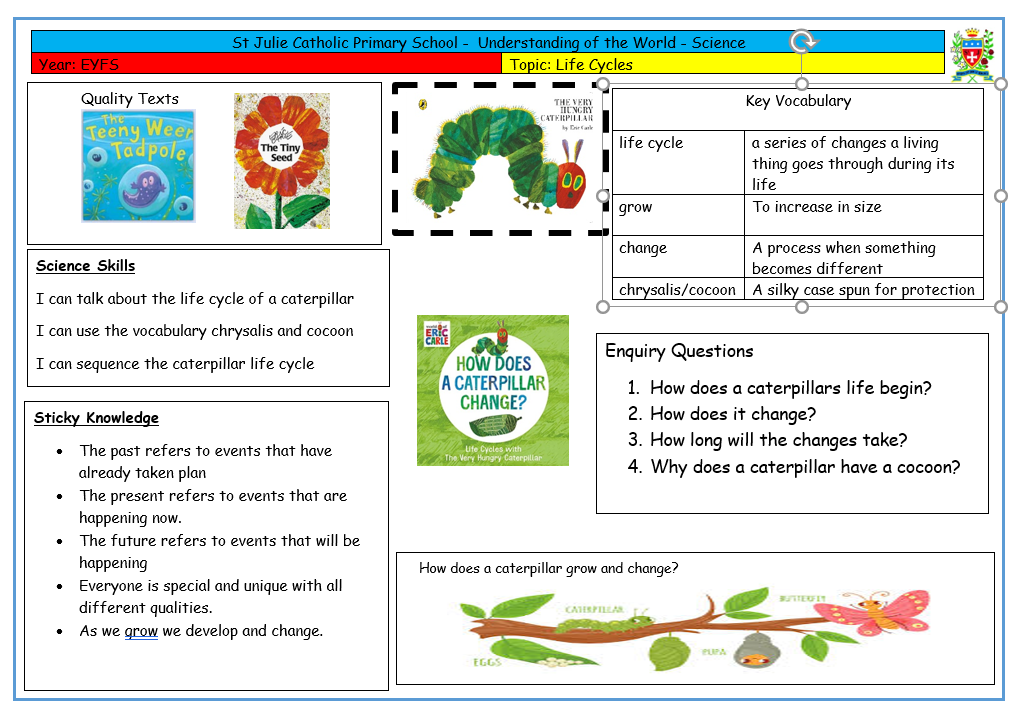 St Julie Catholic Primary School - Understanding of the World - Science
Year: EYFS
Topic: Life Cycles
Quality Texts
The
Teeny Weeny
Tadpole
Eric Carle
The Tiny
Seed
THE VERY
HUNGRY
CATERPILLAR
by Eric Carle
Key Vocabulary
life cycle
a series of changes a living
thing goes through during its
life
grow
To increase in size
change
A process when something
becomes different
chrysalis/cocoon
A silky case spun for protection
Science Skills
I can talk about the life cycle of a caterpillar
I can use the vocabulary chrysalis and cocoon
I can sequence the caterpillar life cycle
WORLD OF
ERIC
CARLE
HOW DOES
A CATERPILLAR
CHANGE?
Life Cycles with
The Very Hungry Caterpillar
Enquiry Questions
1. How does a caterpillars life begin?
2. How does it change?
3. How long will the changes take?
4. Why does a caterpillar have a cocoon?
Sticky Knowledge
• The past refers to events that have
already taken plan
• The present refers to events that are
happening now.
• The future refers to events that will be
happening
• Everyone is special and unique with all
different qualities.
• As we grow we develop and change.
How does a caterpillar grow and change?
CATERPILLAR
BUTTERFLY
EGGS
PUPA